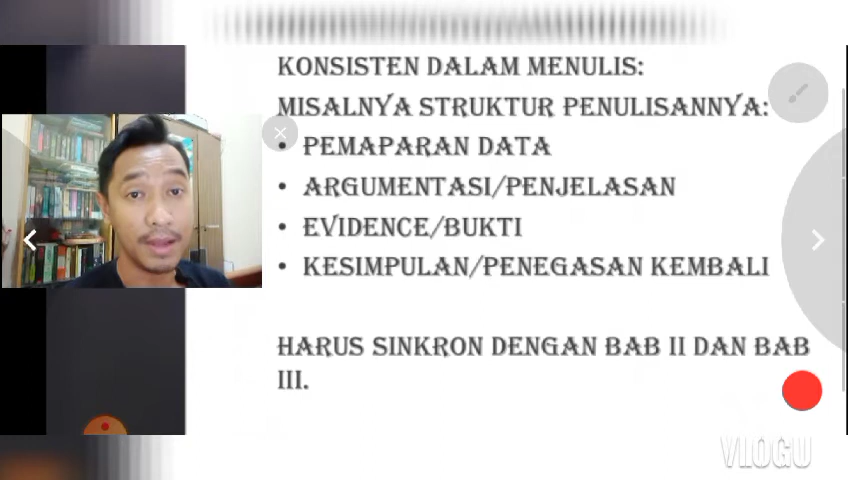 KONSISTEN DALAM MENULIS:
MISALNYA STRUKTUR PENULISANNYA:
• PEMAPARAN DATA
• ARGUMENTASI/PENJELASAN
• EVIDENCE/BUKTI
• KESIMPULAN/PENEGASAN KEMBALI
HARUS SINKRON DENGAN BAB II DAN BAB
III.
VLOGU